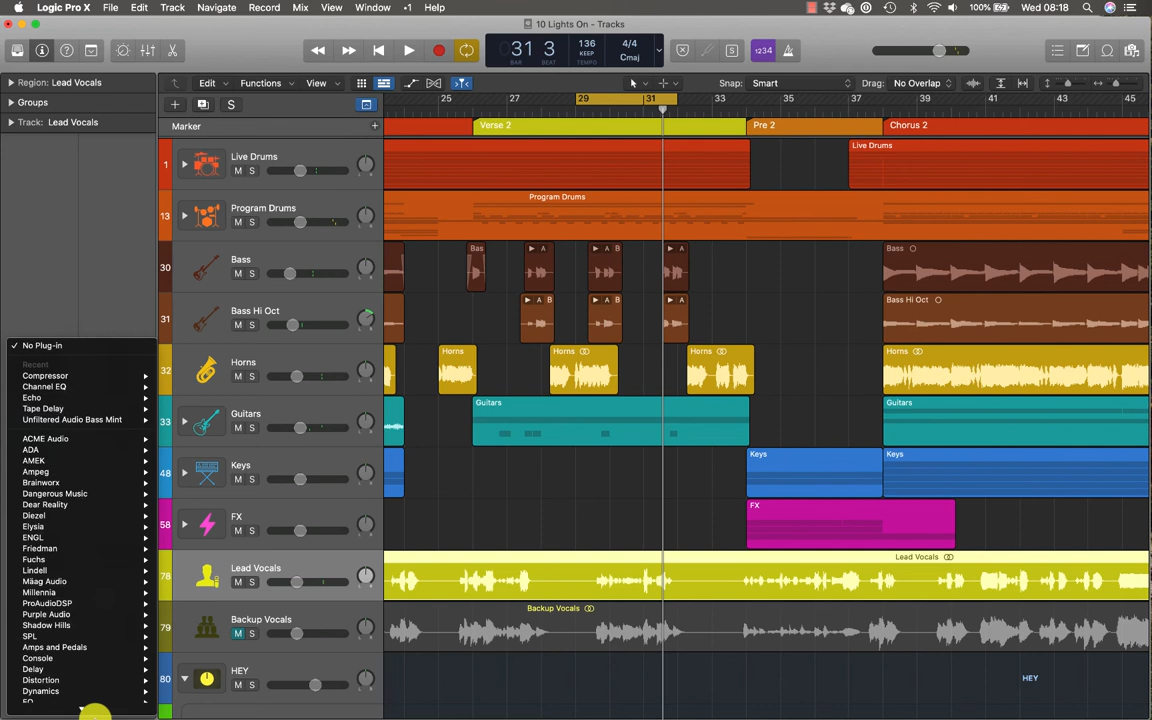 Logic Pro X File Edit Track Navigate Record Mix View Window •1 Help 100% Wed 08:18
10 Lights On - Tracks
31 3 136 4/4
KEEP Cmaj
BAR BEAT TEMPO
S 1234
Region: Lead Vocals
Edit Functions View Snap: Smart Drag: No Overlap
Groups
S 25 27 29 31 33 35 37 39 41 43 45
Track: Lead Vocals
Marker + Verse 2 Pre 2 Chorus 2
1 Live Drums Live Drums
M S
13 Program Drums Program Drums
M S
30 Bass Bas A A B A Bass
M S
31 Bass Hi Oct A B A B A Bass Hi Oct
M S
32 Horns Horns Horns Horns Horns
M S
33 Guitars Guitars Guitars
M S
48 Keys Keys Keys
M S
58 FX FX
M S
78 Lead Vocals Lead Vocals
M S
79 Backup Vocals Backup Vocals
M S
80 HEY HEY
M S
No Plug-in
Recent
Compressor
Channel EQ
Echo
Tape Delay
Unfiltered Audio Bass Mint
ACME Audio
ADA
AMEK
Ampeg
Brainworx
Dangerous Music
Dear Reality
Diezel
Elysia
ENGL
Friedman
Fuchs
Lindell
Mäag Audio
Millennia
ProAudioDSP
Purple Audio
Shadow Hills
SPL
Amps and Pedals
Console
Delay
Distortion
Dynamics
EQ